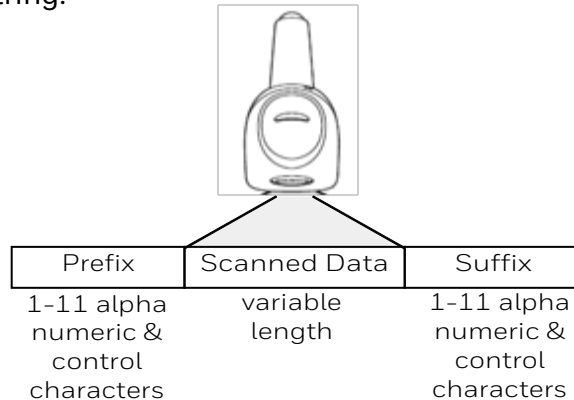 Prefix Scanned Data Suffix
1-11 alpha numeric & control characters
variable length
1-11 alpha numeric & control characters